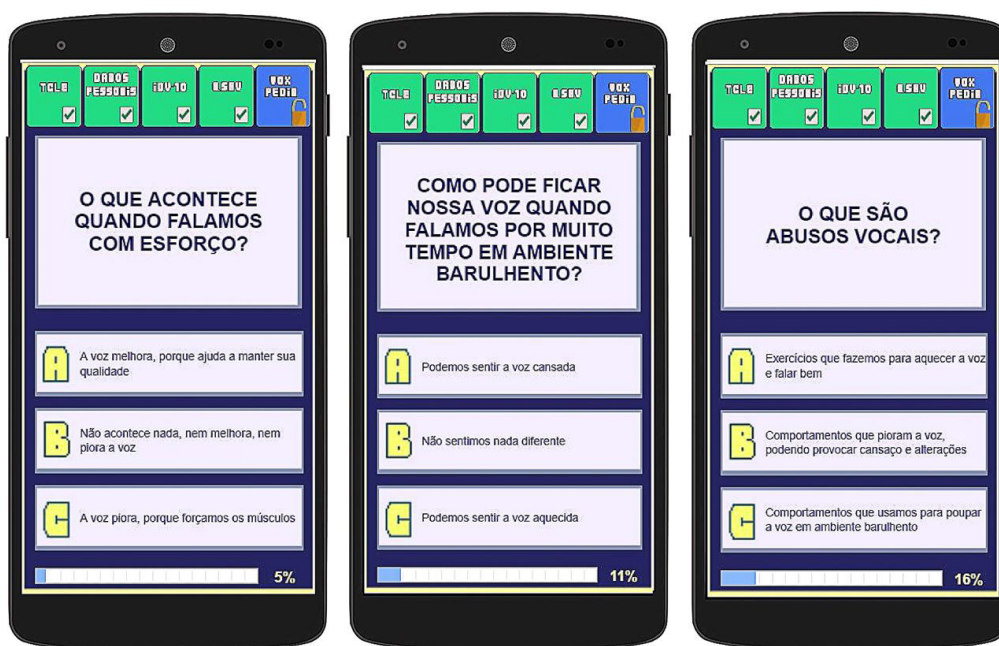 TCLE
DADOS
PESSOAIS
IDV-10
QSHV
VOX
PEDIA
O QUE ACONTECE
QUANDO FALAMOS
COM ESFORÇO?
A
A voz melhora, porque ajuda a manter sua
qualidade
B
Não acontece nada, nem melhora, nem
piora a voz
C
A voz piora, porque forçamos os músculos
5%
TCLE
DADOS
PESSOAIS
IDV-10
VOX
PEDIA
COMO PODE FICAR
NOSSA VOZ QUANDO
FALAMOS POR MUITO
TEMPO EM AMBIENTE
BARULHENTO?
A
Podemos sentir a voz cansada
B
Não sentimos nada diferente
C
Podemos sentir a voz aquecida
11%
TCLE
DADOS
PESSOAIS
IDV-10
VOX
PEDIA
O QUE SÃO
ABUSOS VOCAIS?
A
Exercícios que fazemos para aquecer a voz
e falar bem
B
Comportamentos que pioram a voz,
podendo provocar cansaço e alterações
C
Comportamentos que usamos para poupar
a voz em ambiente barulhento
16%